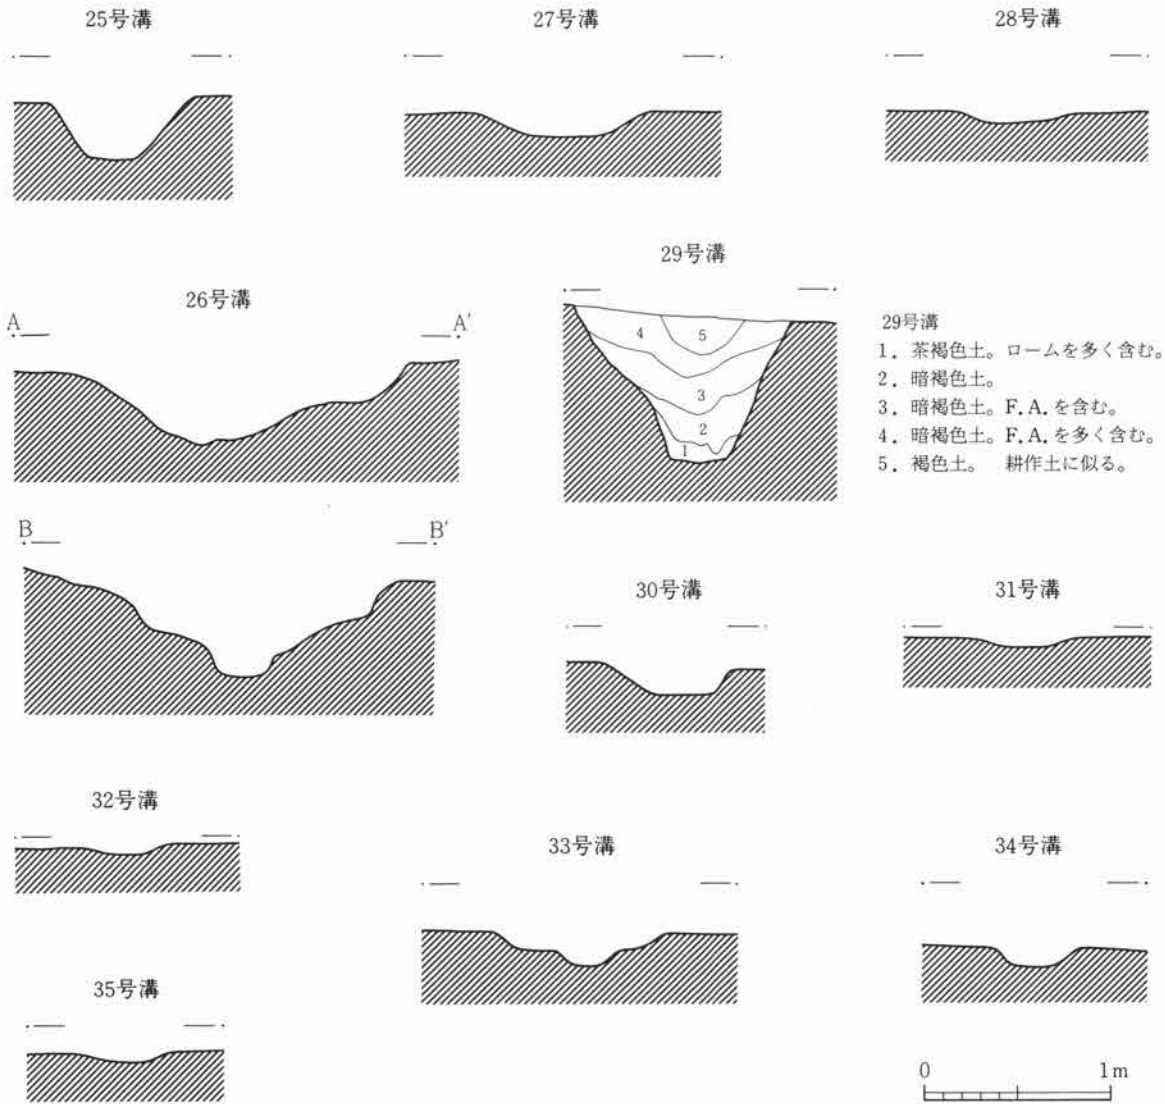 25号溝
27号溝
28号溝
26号溝
A A'
29号溝
4 5
3
2
1
29号溝
1. 茶褐色土。ロームを多く含む。
2. 暗褐色土。
3. 暗褐色土。F.A.を含む。
4. 暗褐色土。F.A.を多く含む。
5. 褐色土。 耕作土に似る。
B B'
30号溝
31号溝
32号溝
33号溝
34号溝
35号溝
0 1m